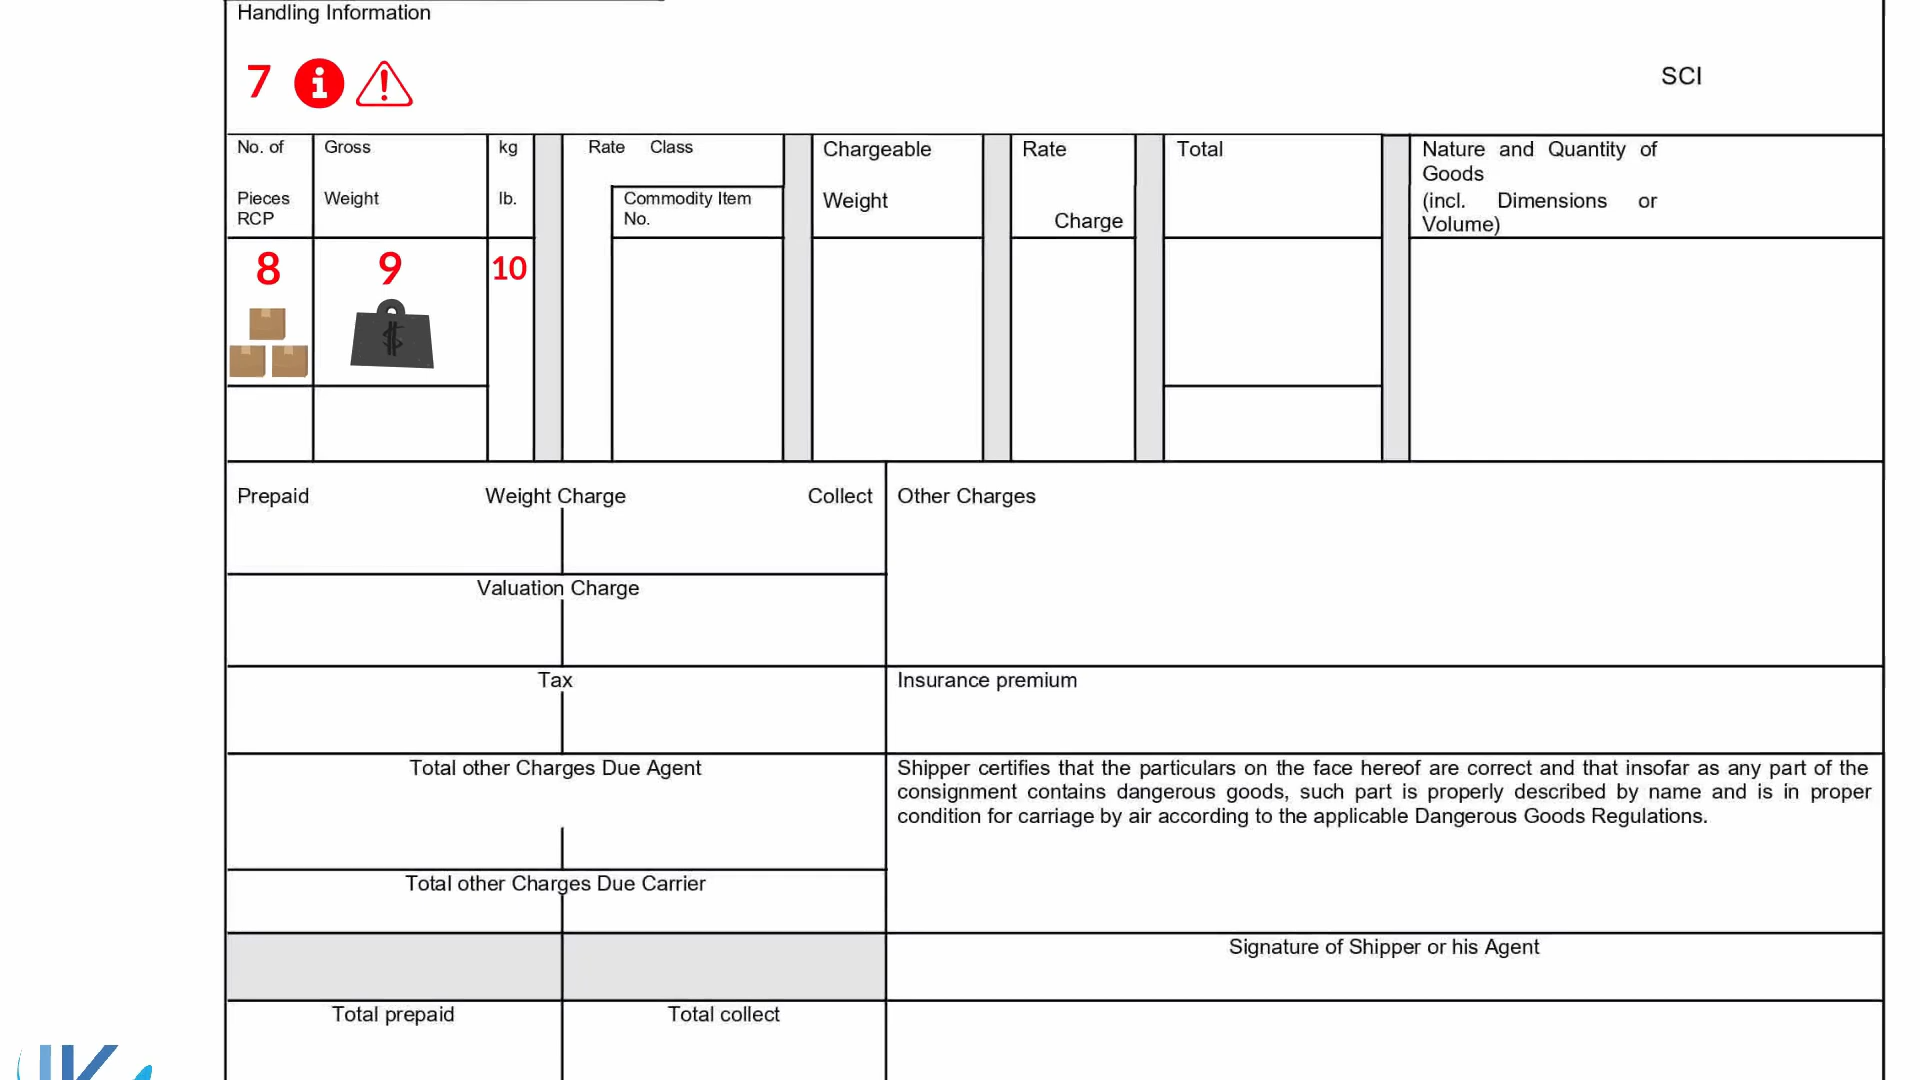 Handling Information
7
SCI
No. of
Pieces
RCP
Gross
Weight
kg
lb.
Rate Class
Commodity Item
No.
Chargeable
Weight
Rate
Charge
Total
Nature and Quantity of
Goods
(incl. Dimensions or
Volume)
8
9
10
Prepaid
Weight Charge
Collect
Other Charges
Valuation Charge
Tax
Insurance premium
Total other Charges Due Agent
Shipper certifies that the particulars on the face hereof are correct and that insofar as any part of the
consignment contains dangerous goods, such part is properly described by name and is in proper
condition for carriage by air according to the applicable Dangerous Goods Regulations.
Total other Charges Due Carrier
Signature of Shipper or his Agent
Total prepaid
Total collect